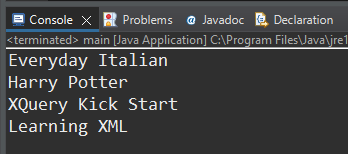 Console Problems @ Javadoc Declaration
<terminated> main [Java Application] C:\Program Files\Java\jre1
Everyday Italian
Harry Potter
XQuery Kick Start
Learning XML